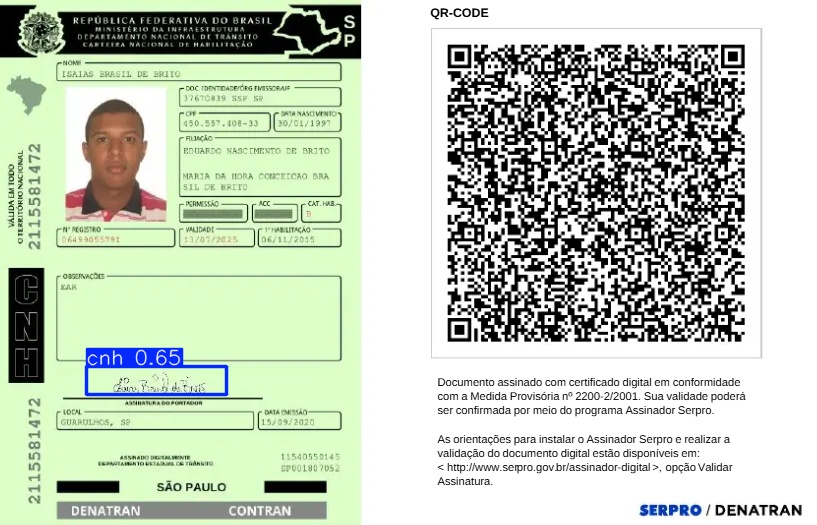 REPÚBLICA FEDERATIVA DO BRASIL
MINISTÉRIO DA INFRAESTRUTURA
DEPARTAMENTO NACIONAL DE TRÂNSITO
CARTEIRA NACIONAL DE HABILITAÇÃO
SP
NOME
ISAIAS BRASIL DE BRITO
DOC. IDENTIDADE/ÓRG EMISSOR/UF
37670839 SSP SP
CPF
450.557.408-33
DATA NASCIMENTO
30/01/1997
FILIAÇÃO
EDUARDO NASCIMENTO DE BRITO
MARIA DA HORA CONCEICAO BRA
SIL DE BRITO
PERMISSÃO
ACC
CAT. HAB.
B
Nº REGISTRO
06499055791
VALIDADE
13/07/2025
1ª HABILITAÇÃO
06/11/2015
VÁLIDA EM TODO
O TERRITÓRIO NACIONAL
2115581472
OBSERVAÇÕES
EAR
CNH
cnh 0.65
ASSINATURA DO PORTADOR
LOCAL
GUARULHOS, SP
DATA EMISSÃO
15/09/2020
2115581472
ASSINADO DIGITALMENTE
DEPARTAMENTO ESTADUAL DE TRÂNSITO
11540550145
SP001807052
SÃO PAULO
DENATRAN CONTRAN
QR-CODE
Documento assinado com certificado digital em conformidade
com a Medida Provisória nº 2200-2/2001. Sua validade poderá
ser confirmada por meio do programa Assinador Serpro.
As orientações para instalar o Assinador Serpro e realizar a
validação do documento digital estão disponíveis em:
< http://www.serpro.gov.br/assinador-digital >, opção Validar
Assinatura.
SERPRO / DENATRAN